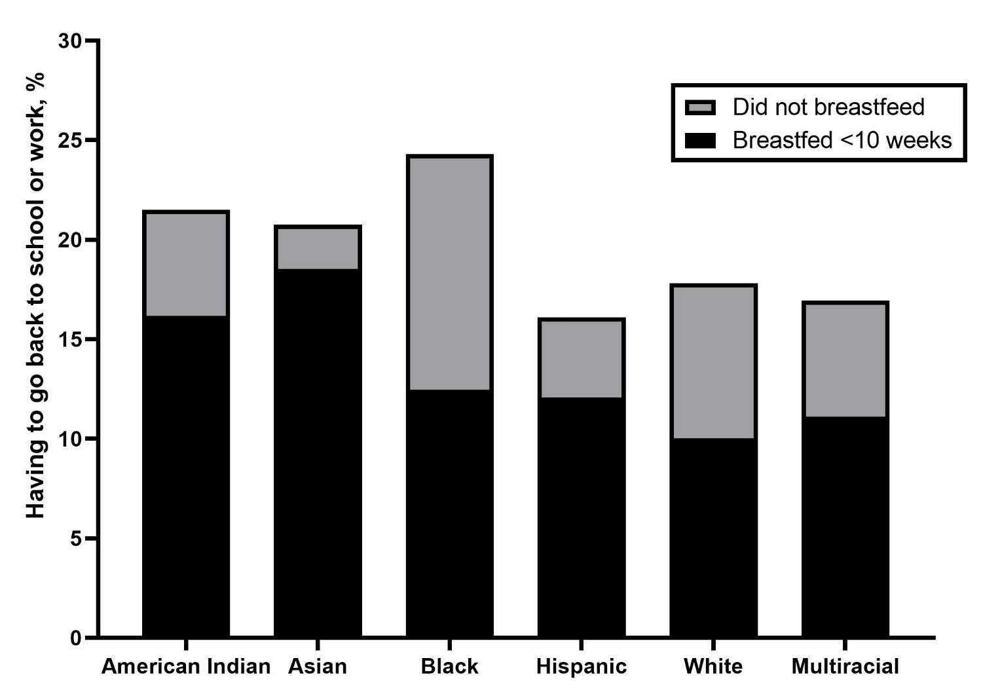 Having to go back to school or work, %
30
25
20
15
10
5
0
Did not breastfeed
Breastfed <10 weeks
American Indian
Asian
Black
Hispanic
White
Multiracial